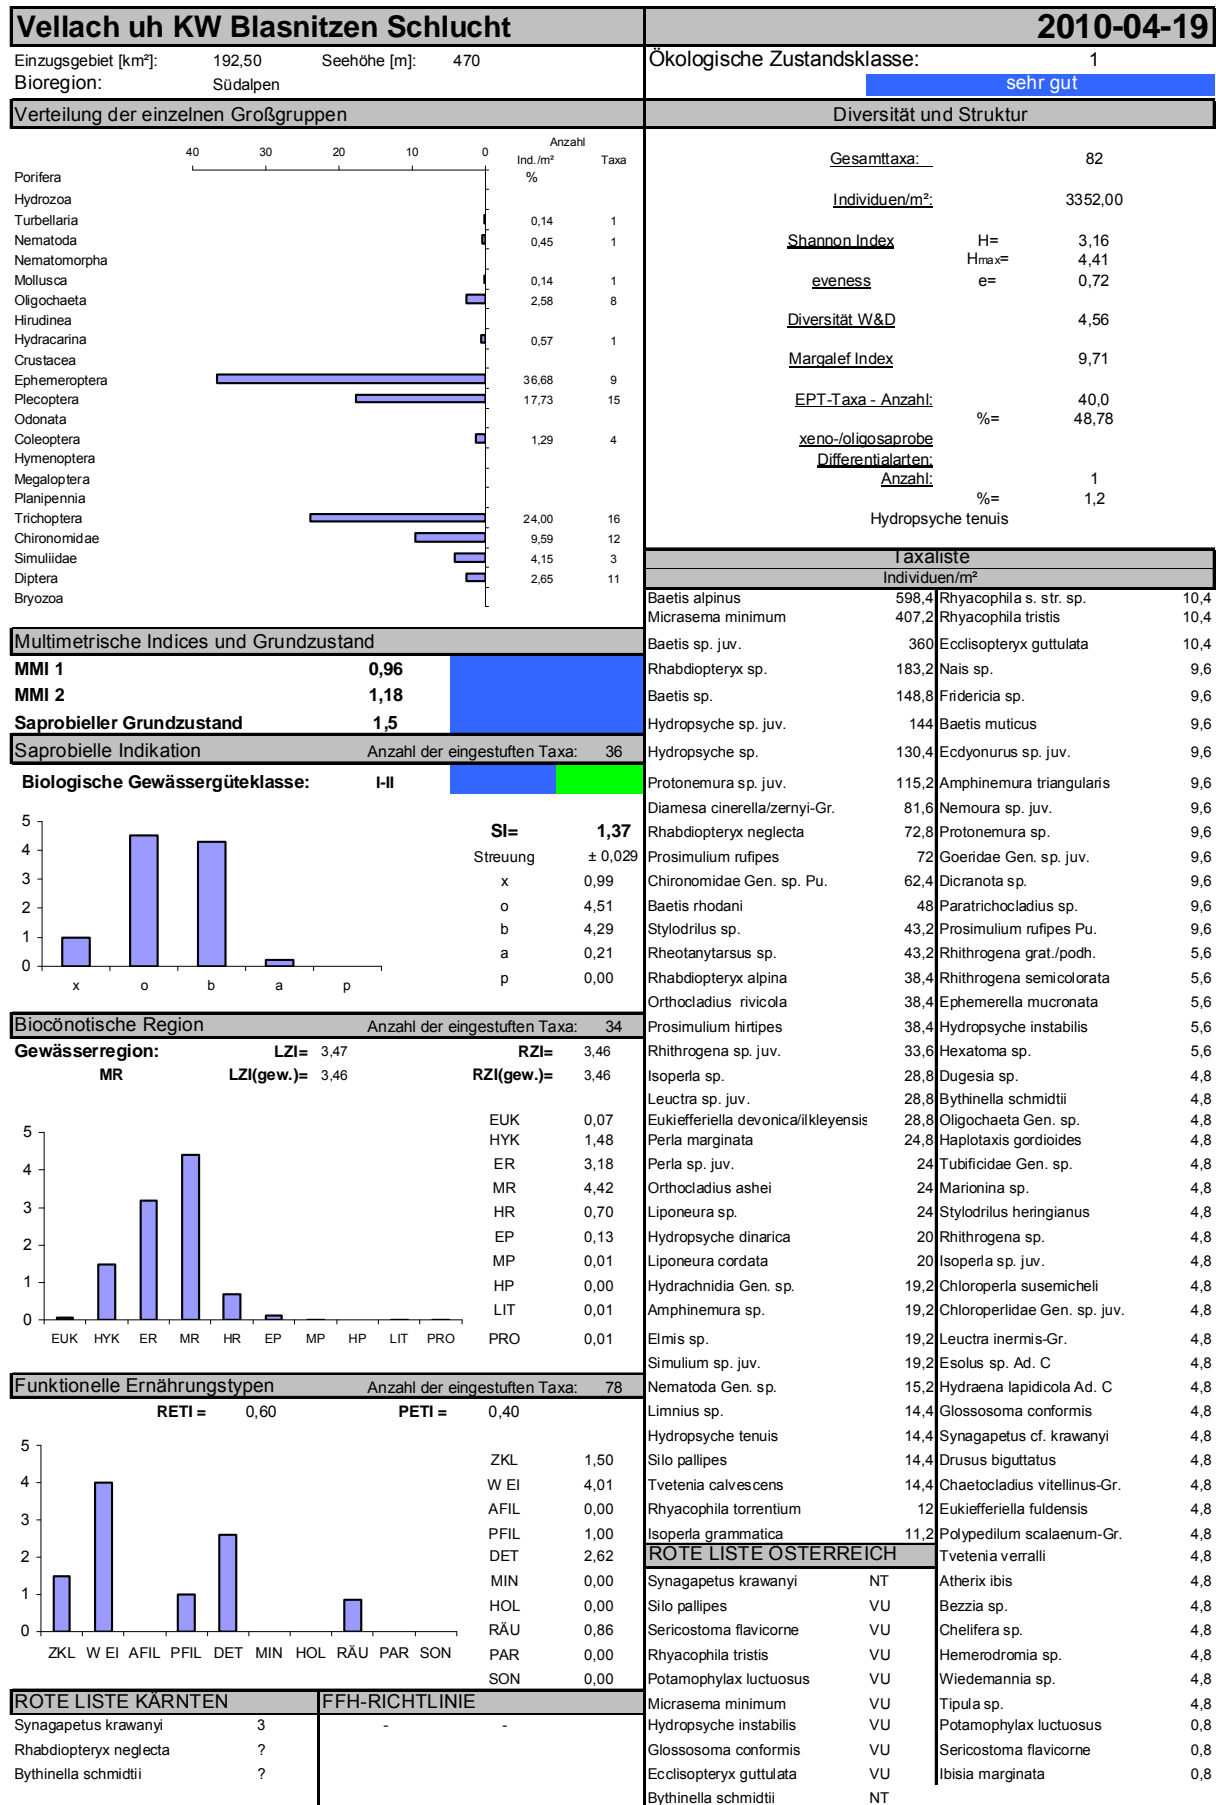 Vellach uh KW Blasnitzen Schlucht 2010-04-19
Einzugsgebiet [km²]: 192,50 Seehöhe [m]: 470
Bioregion: Südalpen
Ökologische Zustandsklasse: 1
sehr gut
Verteilung der einzelnen Großgruppen
Anzahl
40 30 20 10 0 Ind./m² Taxa
Porifera %
Hydrozoa
Turbellaria 0,14 1
Nematoda 0,45 1
Nematomorpha
Mollusca 0,14 1
Oligochaeta 2,58 8
Hirudinea
Hydracarina 0,57 1
Crustacea
Ephemeroptera 36,68 9
Plecoptera 17,73 15
Odonata
Coleoptera 1,29 4
Hymenoptera
Megaloptera
Planipennia
Trichoptera 24,00 16
Chironomidae 9,59 12
Simuliidae 4,15 3
Diptera 2,65 11
Bryozoa
Diversität und Struktur
Gesamttaxa: 82
Individuen/m²: 3352,00
Shannon Index H= 3,16
Hmax= 4,41
eveness e= 0,72
Diversität W&D 4,56
Margalef Index 9,71
EPT-Taxa - Anzahl: 40,0
%= 48,78
xeno-/oligosaprobe
Differentialarten:
Anzahl: 1
%= 1,2
Hydropsyche tenuis
Multimetrische Indices und Grundzustand
MMI 1 0,96
MMI 2 1,18
Saprobieller Grundzustand 1,5
Saprobielle Indikation Anzahl der eingestuften Taxa: 36
Biologische Gewässergüteklasse: I-II
5
4
3
2
1
0
x o b a p
SI= 1,37
Streuung ± 0,029
x 0,99
o 4,51
b 4,29
a 0,21
p 0,00
Biocönotische Region Anzahl der eingestuften Taxa: 34
Gewässerregion: LZI= 3,47 RZI= 3,46
MR LZI(gew.)= 3,46 RZI(gew.)= 3,46
5
4
3
2
1
0
EUK HYK ER MR HR EP MP HP LIT PRO
EUK 0,07
HYK 1,48
ER 3,18
MR 4,42
HR 0,70
EP 0,13
MP 0,01
HP 0,00
LIT 0,01
PRO 0,01
Funktionelle Ernährungstypen Anzahl der eingestuften Taxa: 78
RETI = 0,60 PETI = 0,40
5
4
3
2
1
0
ZKL W EI AFIL PFIL DET MIN HOL RÄU PAR SON
ZKL 1,50
W EI 4,01
AFIL 0,00
PFIL 1,00
DET 2,62
MIN 0,00
HOL 0,00
RÄU 0,86
PAR 0,00
SON 0,00
ROTE LISTE KÄRNTEN
Synagapetus krawanyi 3
Rhabdiopteryx neglecta ?
Bythinella schmidtii ?
FFH-RICHTLINIE
- -
Taxaliste
Individuen/m²
Baetis alpinus 598,4 Rhyacophila s. str. sp. 10,4
Micrasema minimum 407,2 Rhyacophila tristis 10,4
Baetis sp. juv. 360 Ecclisopteryx guttulata 10,4
Rhabdiopteryx sp. 183,2 Nais sp. 9,6
Baetis sp. 148,8 Fridericia sp. 9,6
Hydropsyche sp. juv. 144 Baetis muticus 9,6
Hydropsyche sp. 130,4 Ecdyonurus sp. juv. 9,6
Protonemura sp. juv. 115,2 Amphinemura triangularis 9,6
Diamesa cinerella/zernyi-Gr. 81,6 Nemoura sp. juv. 9,6
Rhabdiopteryx neglecta 72,8 Protonemura sp. 9,6
Prosimulium rufipes 72 Goeridae Gen. sp. juv. 9,6
Chironomidae Gen. sp. Pu. 62,4 Dicranota sp. 9,6
Baetis rhodani 48 Paratrichocladius sp. 9,6
Stylodrilus sp. 43,2 Prosimulium rufipes Pu. 9,6
Rheotanytarsus sp. 43,2 Rhithrogena grat./podh. 5,6
Rhabdiopteryx alpina 38,4 Rhithrogena semicolorata 5,6
Orthocladius rivicola 38,4 Ephemerella mucronata 5,6
Prosimulium hirtipes 38,4 Hydropsyche instabilis 5,6
Rhithrogena sp. juv. 33,6 Hexatoma sp. 5,6
Isoperla sp. 28,8 Dugesia sp. 4,8
Leuctra sp. juv. 28,8 Bythinella schmidtii 4,8
Eukiefferiella devonica/ilkleyensis 28,8 Oligochaeta Gen. sp. 4,8
Perla marginata 24,8 Haplotaxis gordioides 4,8
Perla sp. juv. 24 Tubificidae Gen. sp. 4,8
Orthocladius ashei 24 Marionina sp. 4,8
Liponeura sp. 24 Stylodrilus heringianus 4,8
Hydropsyche dinarica 20 Rhithrogena sp. 4,8
Liponeura cordata 20 Isoperla sp. juv. 4,8
Hydrachnidia Gen. sp. 19,2 Chloroperla susemicheli 4,8
Amphinemura sp. 19,2 Chloroperlidae Gen. sp. juv. 4,8
Elmis sp. 19,2 Leuctra inermis-Gr. 4,8
Simulium sp. juv. 19,2 Esolus sp. Ad. C 4,8
Nematoda Gen. sp. 15,2 Hydraena lapidicola Ad. C 4,8
Limnius sp. 14,4 Glossosoma conformis 4,8
Hydropsyche tenuis 14,4 Synagapetus cf. krawanyi 4,8
Silo pallipes 14,4 Drusus biguttatus 4,8
Tvetenia calvescens 14,4 Chaetocladius vitellinus-Gr. 4,8
Rhyacophila torrentium 12 Eukiefferiella fuldensis 4,8
Isoperla grammatica 11,2 Polypedilum scalaenum-Gr. 4,8
ROTE LISTE ÖSTERREICH Tvetenia verralli 4,8
Synagapetus krawanyi NT Atherix ibis 4,8
Silo pallipes VU Bezzia sp. 4,8
Sericostoma flavicorne VU Chelifera sp. 4,8
Rhyacophila tristis VU Hemerodromia sp. 4,8
Potamophylax luctuosus VU Wiedemannia sp. 4,8
Micrasema minimum VU Tipula sp. 4,8
Hydropsyche instabilis VU Potamophylax luctuosus 0,8
Glossosoma conformis VU Sericostoma flavicorne 0,8
Ecclisopteryx guttulata VU Ibisia marginata 0,8
Bythinella schmidtii NT